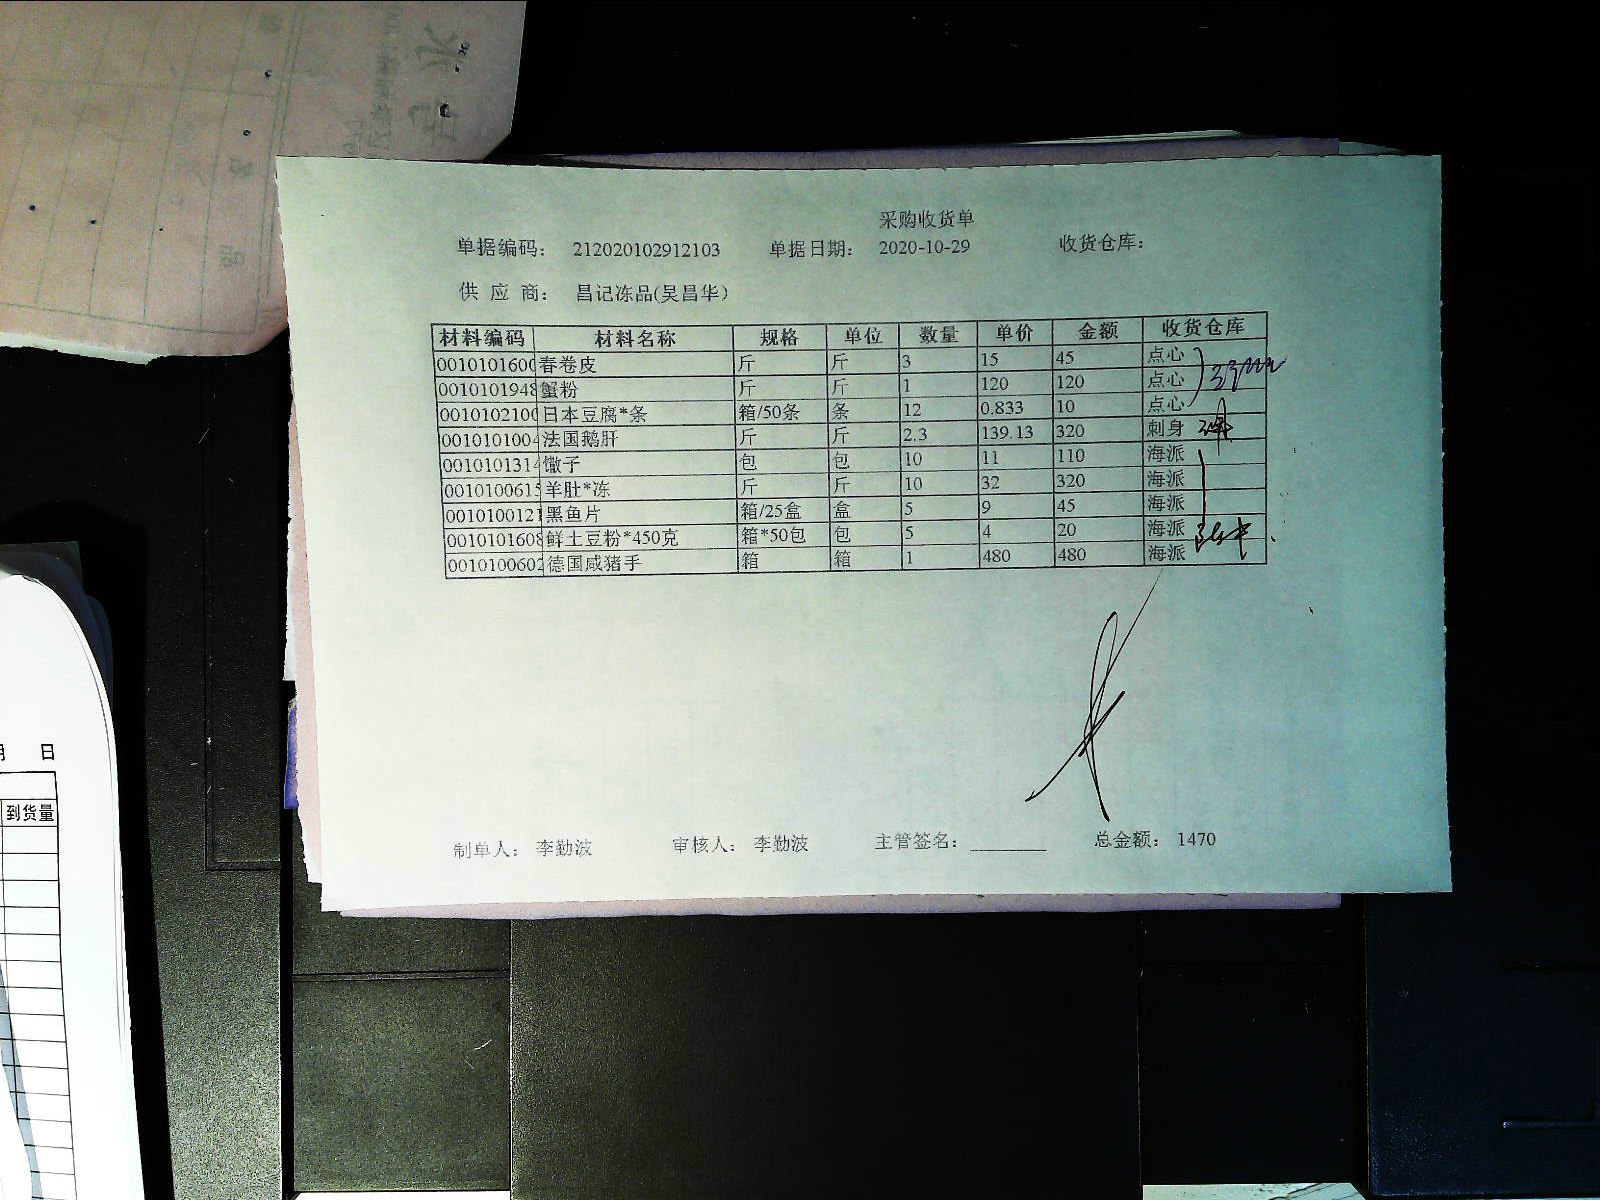 采购收货单
单据编码： 212020102912103 单据日期： 2020-10-29 收货仓库：
供 应 商： 昌记冻品(吴昌华)
材料编码 材料名称 规格 单位 数量 单价 金额 收货仓库
0010101600 春卷皮 斤 斤 3 15 45 点心
0010101948 蟹粉 斤 斤 1 120 120 点心
0010102100 日本豆腐*条 箱/50条 条 12 0.833 10 点心
001010100 法国鹅肝 斤 斤 2.3 139.13 320 刺身
0010101314 馓子 包 包 10 11 110 海派
0010100615 羊肚*冻 斤 斤 10 32 320 海派
001010012 黑鱼片 箱/25盒 盒 5 9 45 海派
0010101608 鲜土豆粉*450克 箱*50包 包 5 4 20 海派
0010100602 德国咸猪手 箱 箱 1 480 480 海派
制单人： 李勤波 审核人： 李勤波 主管签名： 总金额： 1470
日
到货量